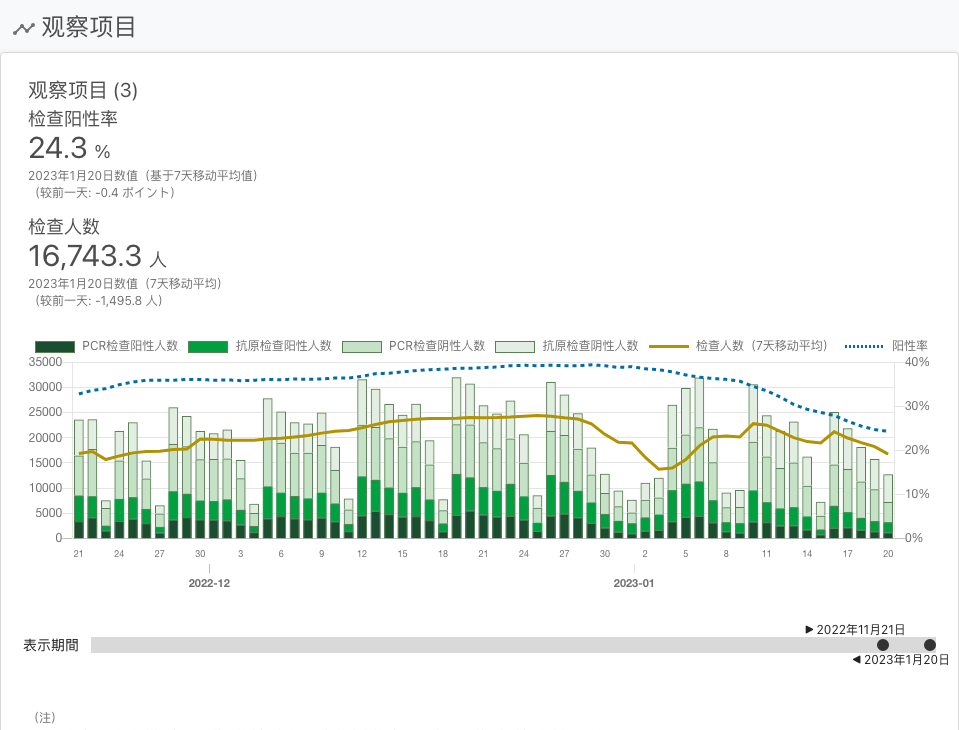 观察项目
观察项目 (3)
检查阳性率
24.3 %
2023年1月20日数值（基于7天移动平均值）
（较前一天: -0.4 ポイント）
检查人数
16,743.3 人
2023年1月20日数值（7天移动平均）
（较前一天: -1,495.8 人）
PCR检查阳性人数 抗原检查阳性人数 PCR检查阴性人数 抗原检查阴性人数 检查人数（7天移动平均） 阳性率
35000 40%
30000
25000 30%
20000
15000 20%
10000 10%
5000
0 0%
21 24 27 30 3 6 9 12 15 18 21 24 27 30 2 5 8 11 14 17 20
2022-12 2023-01
▶ 2022年11月21日
表示期間
◀ 2023年1月20日
（注）